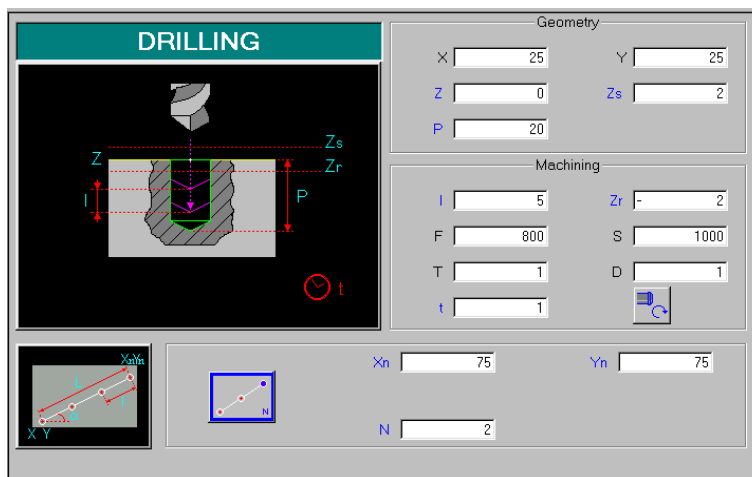 DRILLING
Zs
Z
Zr
I
P
t
Geometry
X 25 Y 25
Z 0 Zs 2
P 20
Machining
I 5 Zr - 2
F 800 S 1000
T 1 D 1
t 1
XnYn
L
I
α
X Y
N
Xn 75 Yn 75
N 2